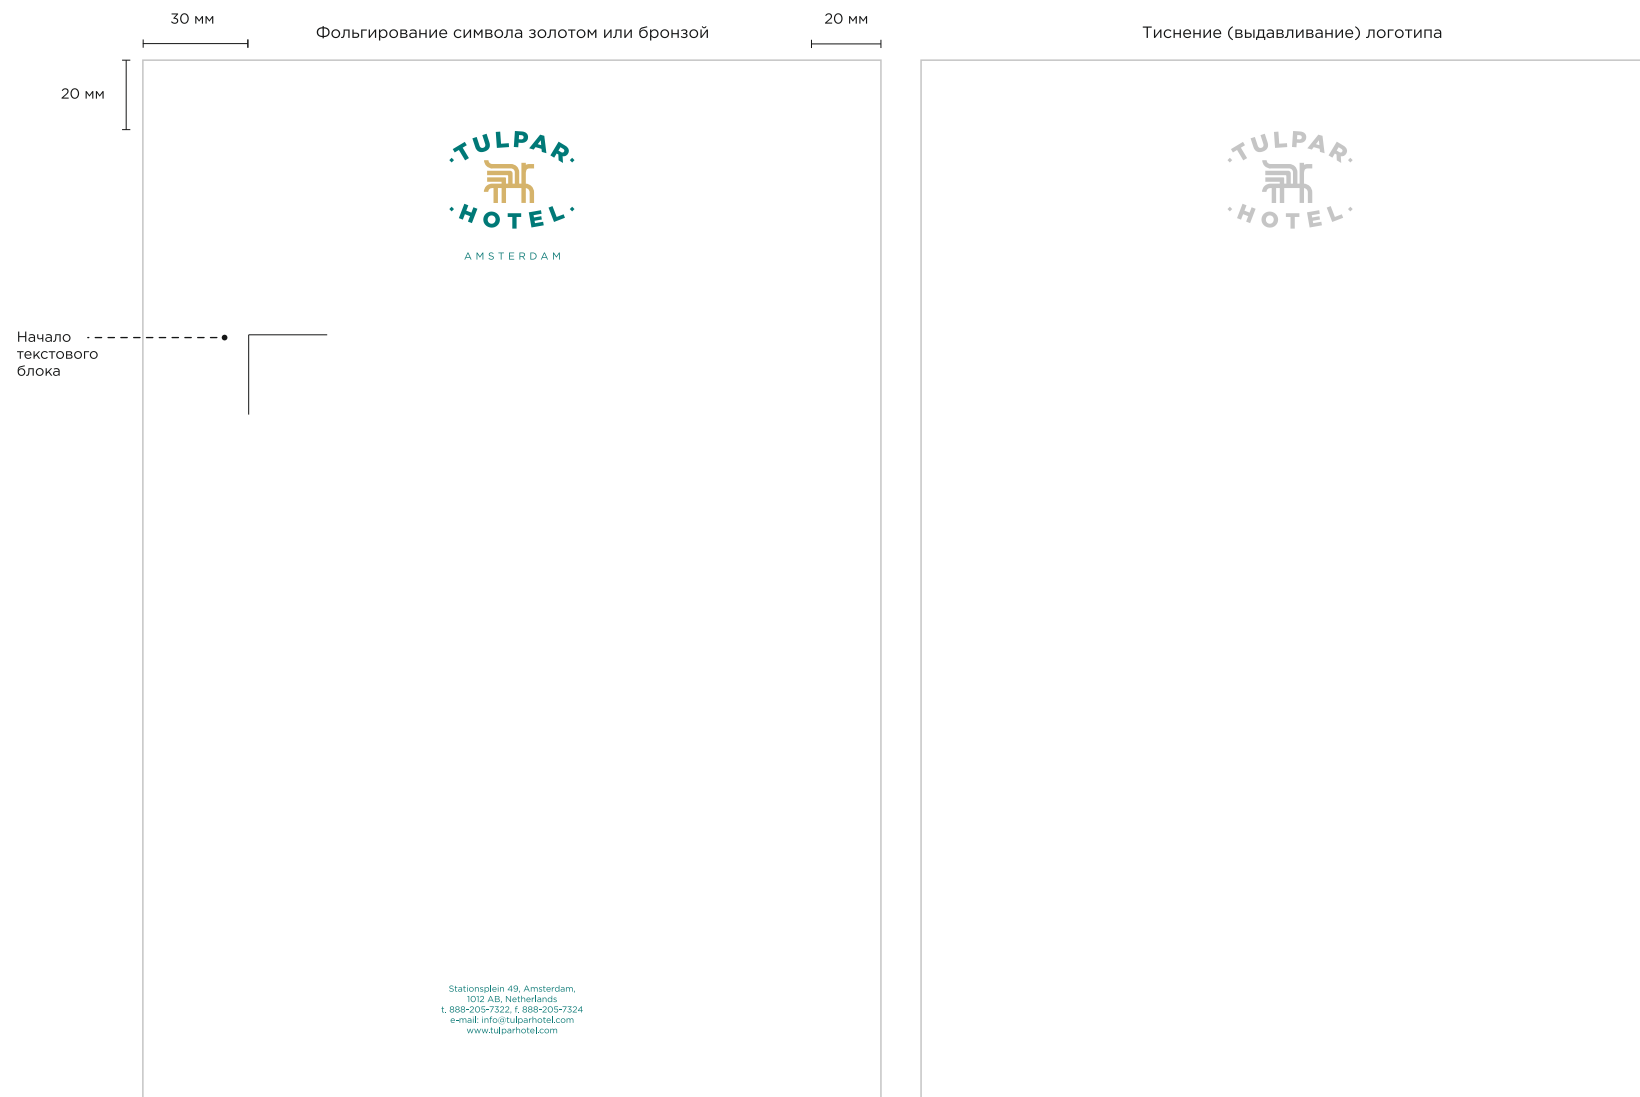 30 мм
Фольгирование символа золотом или бронзой
20 мм
Тиснение (выдавливание) логотипа
20 мм
·TULPAR·
·HOTEL·
AMSTERDAM
·TULPAR·
·HOTEL·
Начало
текстового
блока
Stationsplein 49, Amsterdam,
1012 AB, Netherlands
t. 888-205-7322, f. 888-205-7324
e-mail: info@tulparhotel.com
www.tulparhotel.com